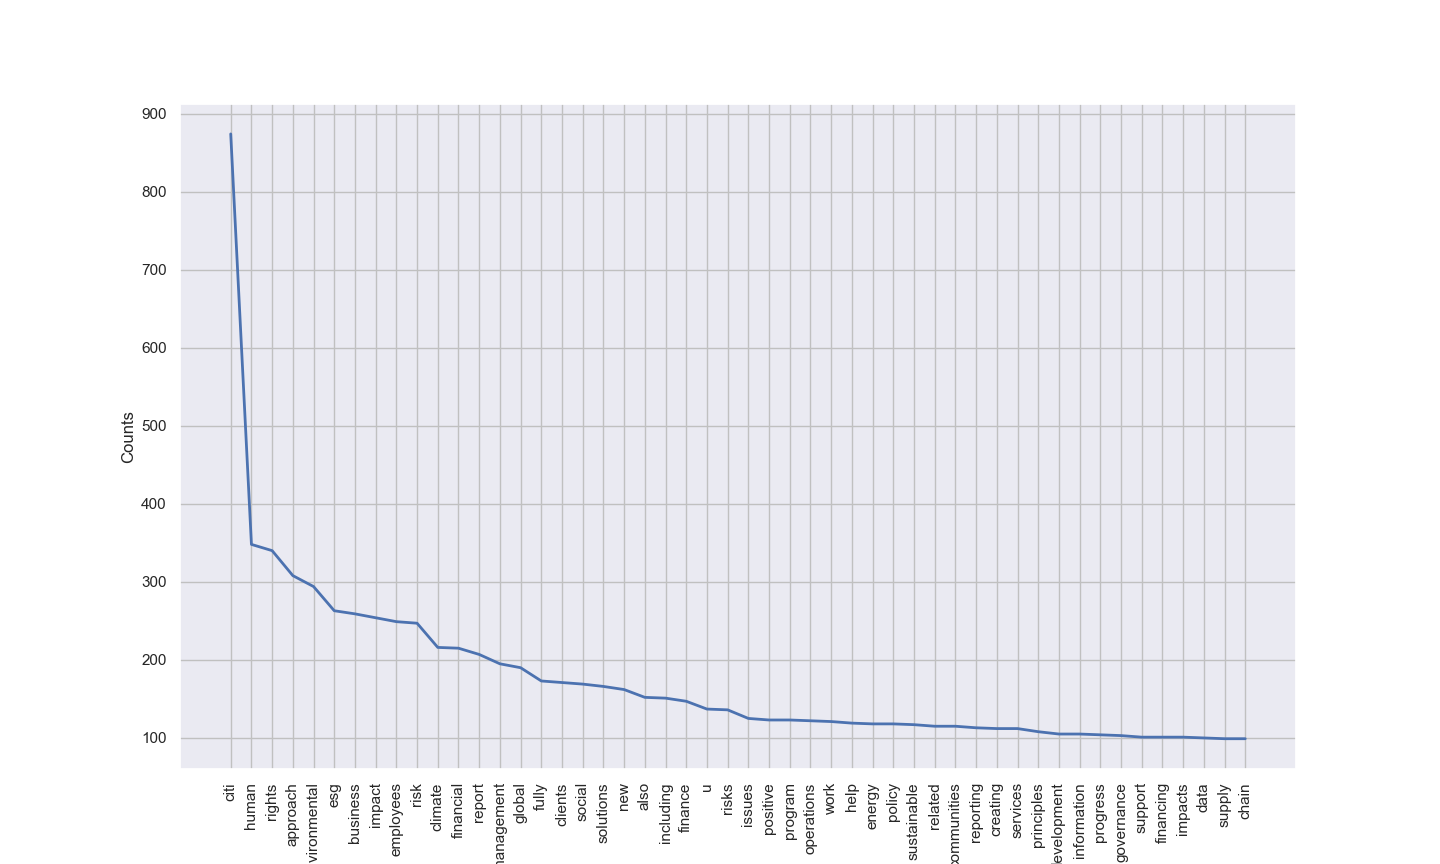 900
800
700
600
500
400
300
200
100
Counts
citi
human
rights
approach
vironmental
esg
business
impact
employees
risk
climate
financial
report
nanagement
global
fully
clients
social
solutions
new
also
including
finance
u
risks
issues
positive
program
operations
work
help
energy
policy
sustainable
related
ommunities
reporting
creating
services
principles
evelopment
information
progress
governance
support
financing
impacts
data
supply
chain